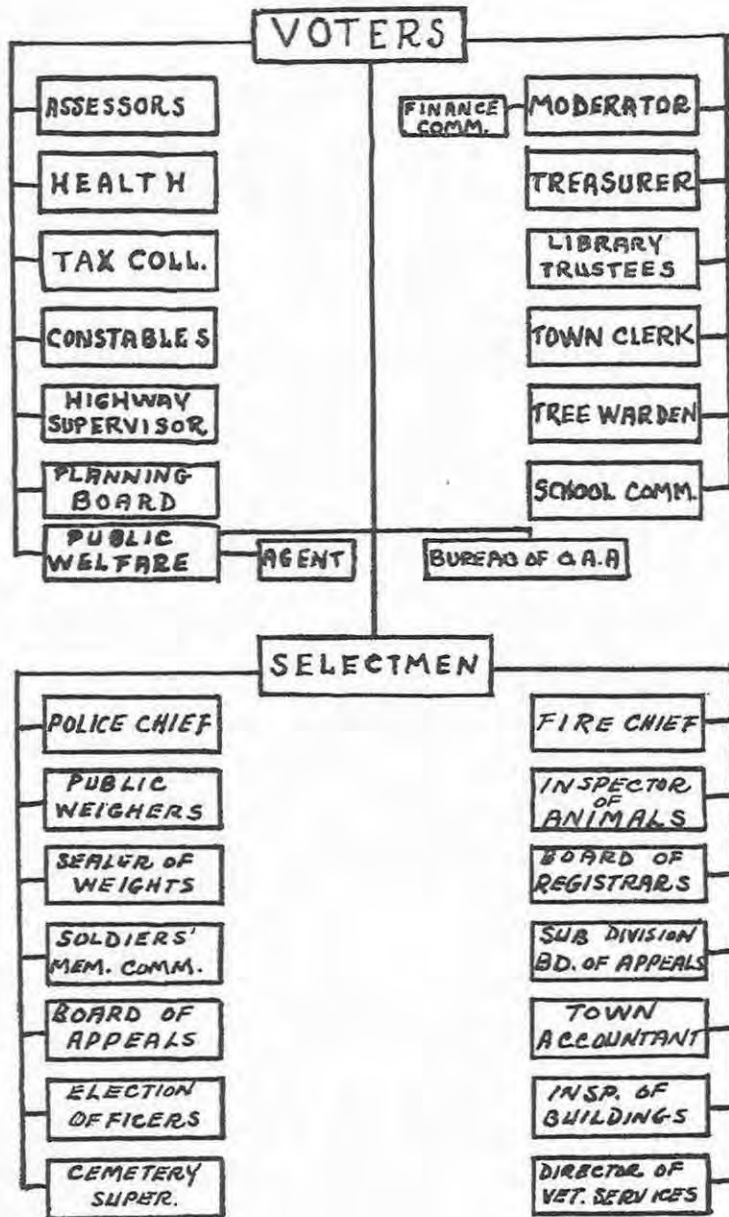 VOTERS
ASSESSORS
HEALTH
TAX COLL.
CONSTABLES
HIGHWAY
SUPERVISOR
PLANNING
BOARD
PUBLIC
WELFARE
AGENT
FINANCE
COMM.
MODERATOR
TREASURER
LIBRARY
TRUSTEES
TOWN CLERK
TREE WARDEN
SCHOOL COMM.
BUREAU OF O.A.A
SELECTMEN
POLICE CHIEF
PUBLIC
WEIGHERS
SEALER OF
WEIGHTS
SOLDIERS'
MEM. COMM.
BOARD OF
APPEALS
ELECTION
OFFICERS
CEMETERY
SUPER.
FIRE CHIEF
INSPECTOR
OF
ANIMALS
BOARD OF
REGISTRARS
SUB DIVISION
BD. OF APPEALS
TOWN
ACCOUNTANT
INSP. OF
BUILDINGS
DIRECTOR OF
VET. SERVICES